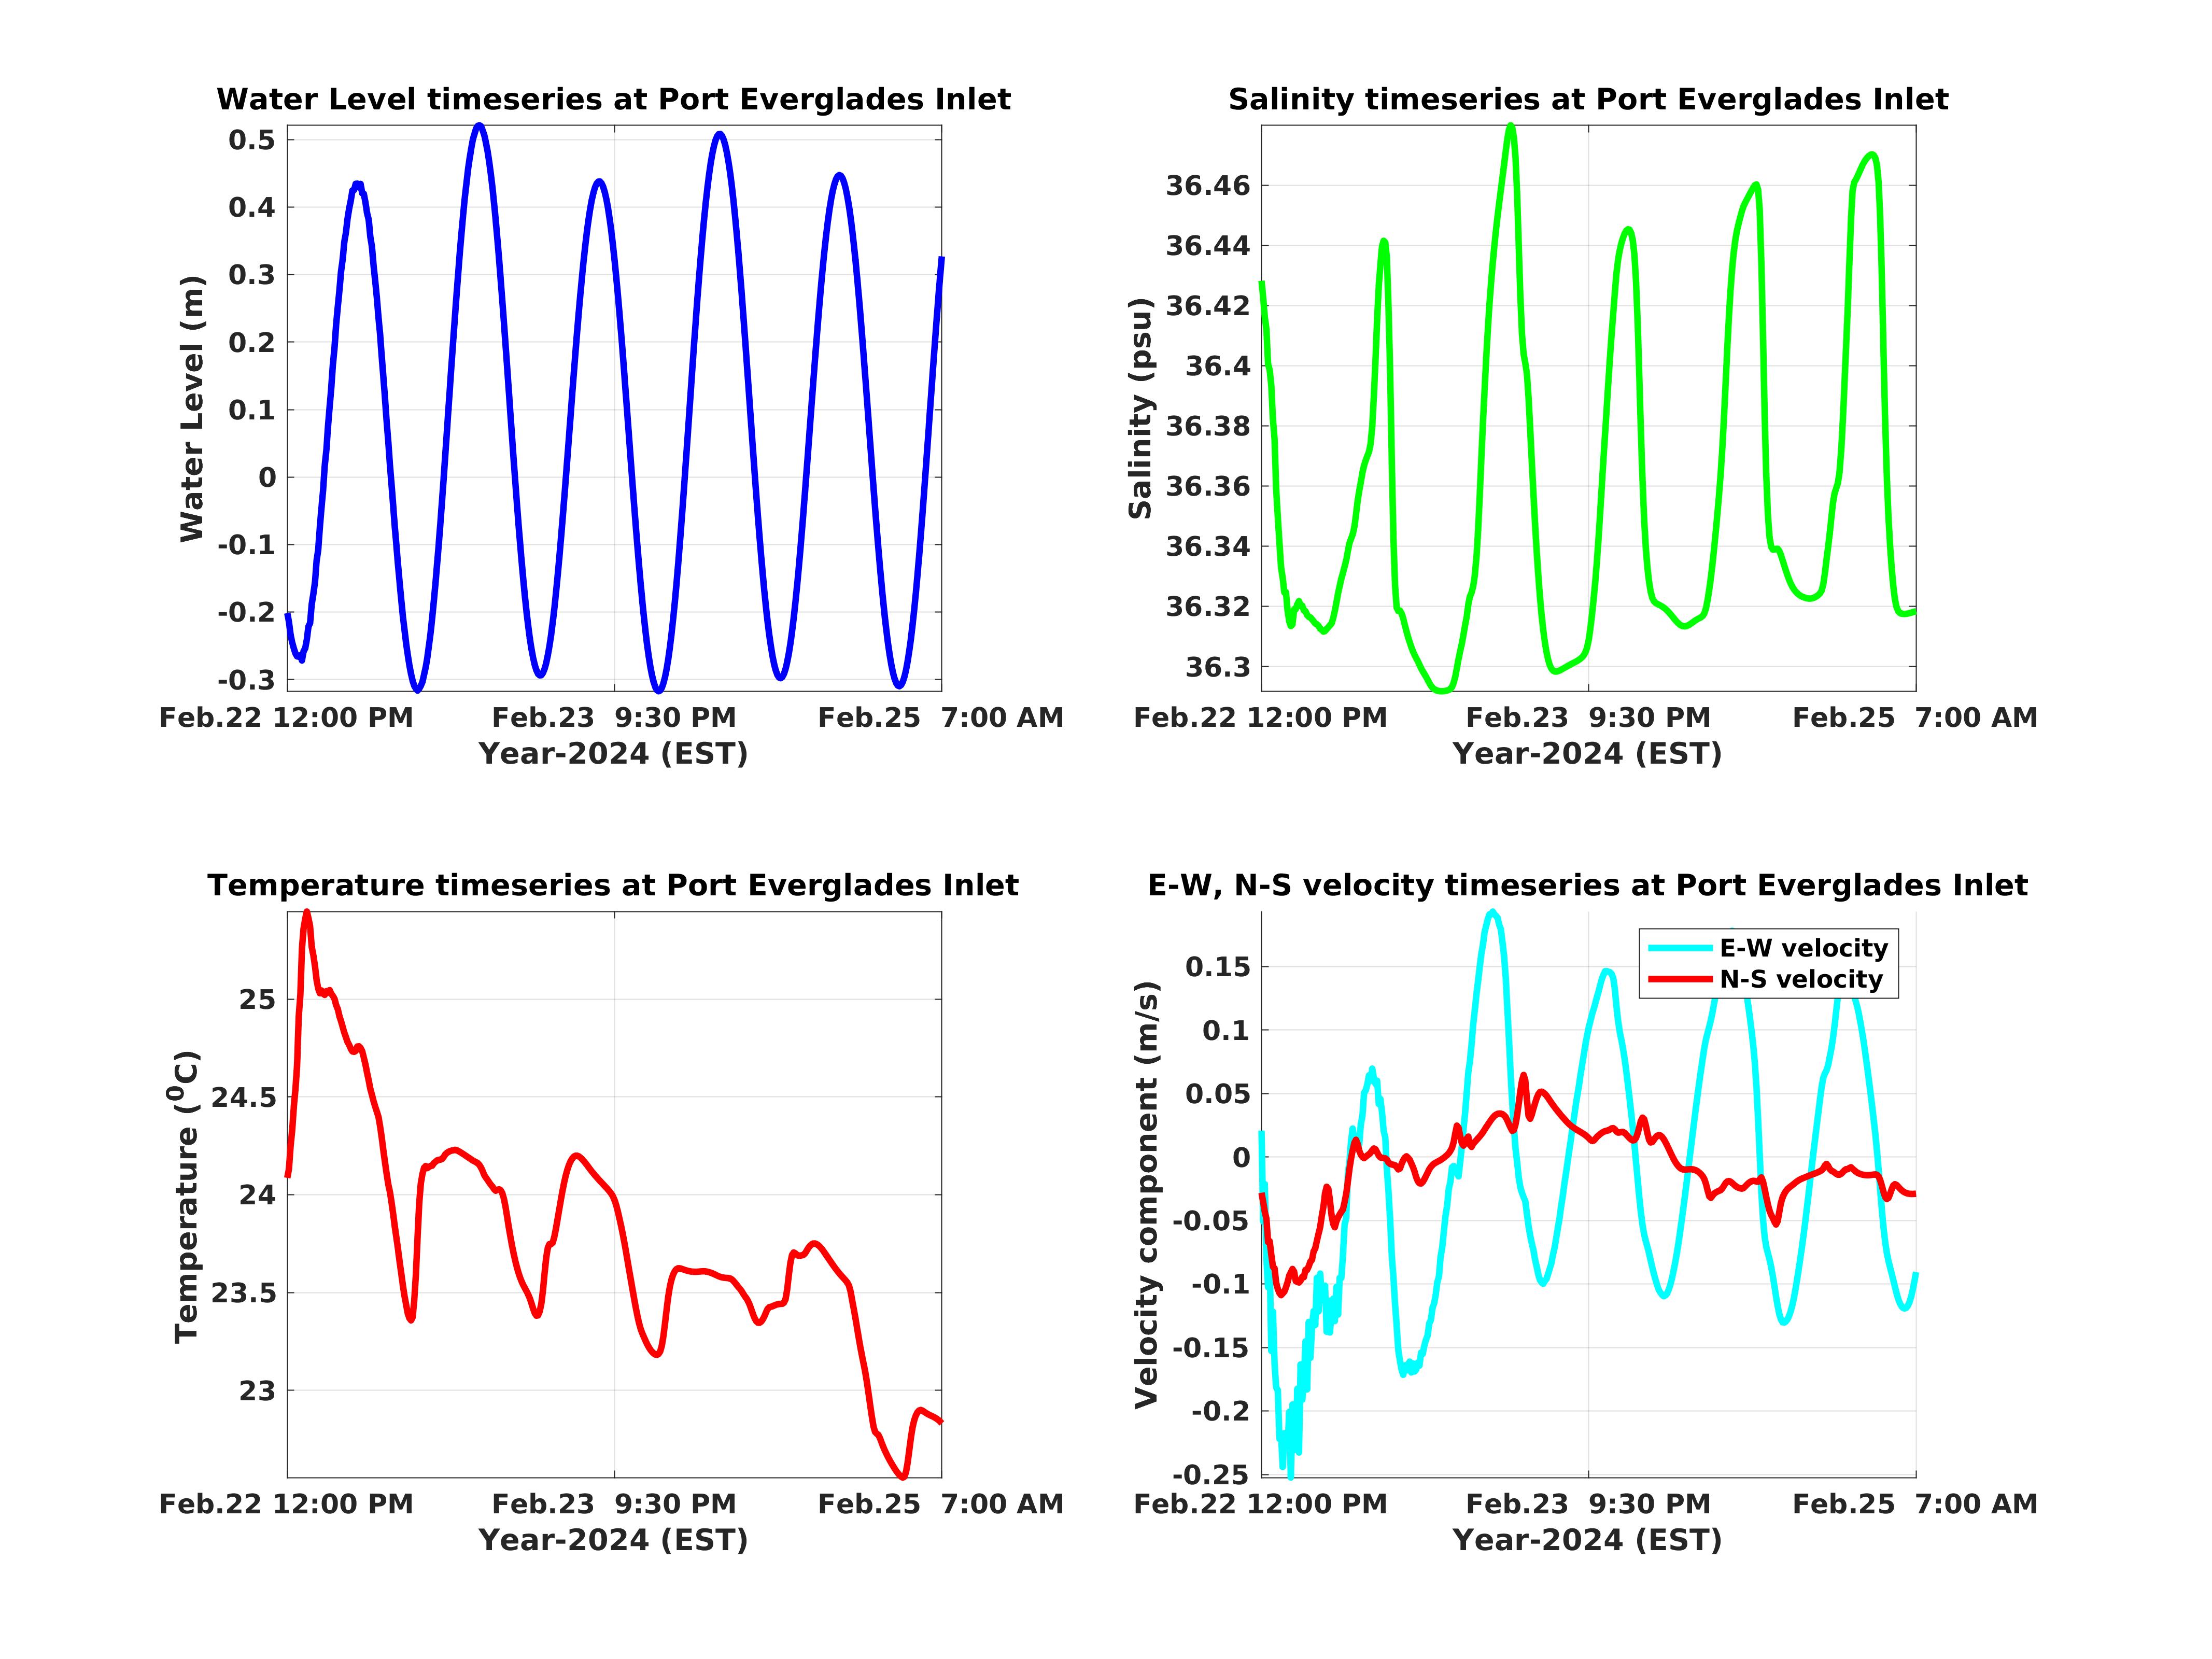 Water Level timeseries at Port Everglades Inlet
0.5
0.4
0.3
0.2
0.1
0
-0.1
-0.2
-0.3
Water Level (m)
Feb.22 12:00 PM Feb.23 9:30 PM Feb.25 7:00 AM
Year-2024 (EST)
Salinity timeseries at Port Everglades Inlet
36.46
36.44
36.42
36.4
36.38
36.36
36.34
36.32
36.3
Salinity (psu)
Feb.22 12:00 PM Feb.23 9:30 PM Feb.25 7:00 AM
Year-2024 (EST)
Temperature timeseries at Port Everglades Inlet
25
24.5
24
23.5
23
Temperature (⁰C)
Feb.22 12:00 PM Feb.23 9:30 PM Feb.25 7:00 AM
Year-2024 (EST)
E-W, N-S velocity timeseries at Port Everglades Inlet
E-W velocity
N-S velocity
0.15
0.1
0.05
0
-0.05
-0.1
-0.15
-0.2
-0.25
Velocity component (m/s)
Feb.22 12:00 PM Feb.23 9:30 PM Feb.25 7:00 AM
Year-2024 (EST)